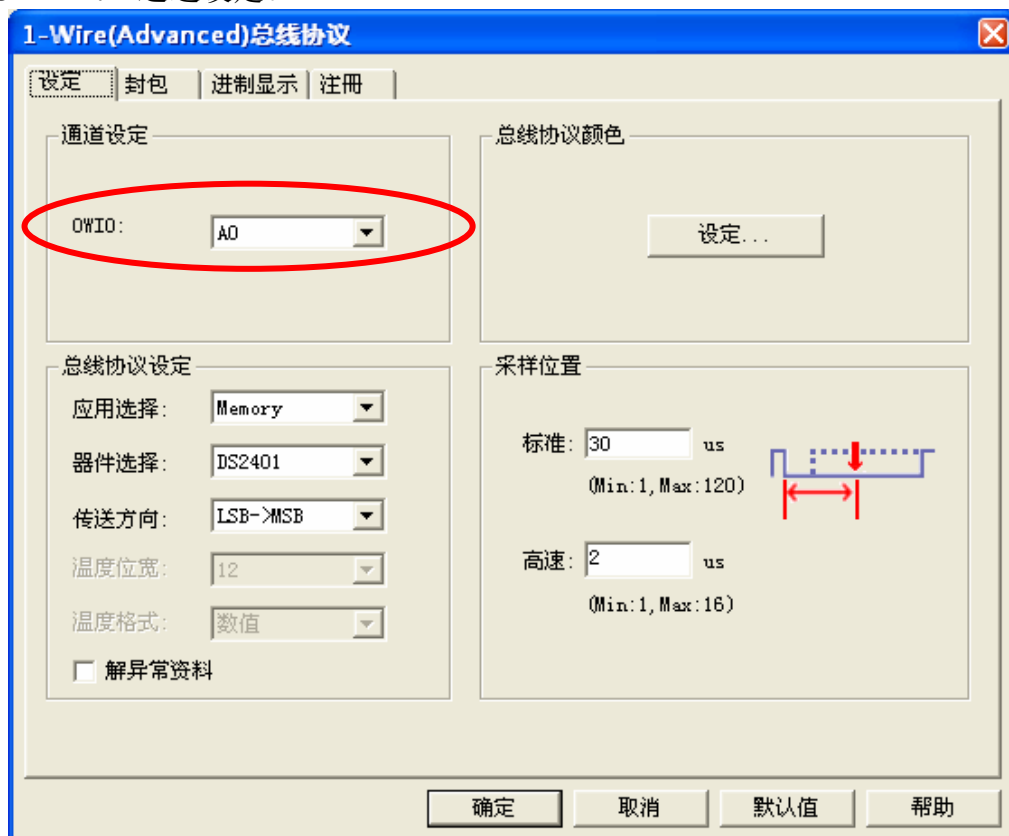 1-Wire(Advanced)总线协议
设定 封包 进制显示 注冊
通道设定
OWIO: A0
总线协议颜色
设定...
总线协议设定
应用选择: Memory
器件选择: DS2401
传送方向: LSB->MSB
温度位宽: 12
温度格式: 数值
解异常资料
采样位置
标准: 30 us
(Min:1,Max:120)
高速: 2 us
(Min:1,Max:16)
确定 取消 默认值 帮助